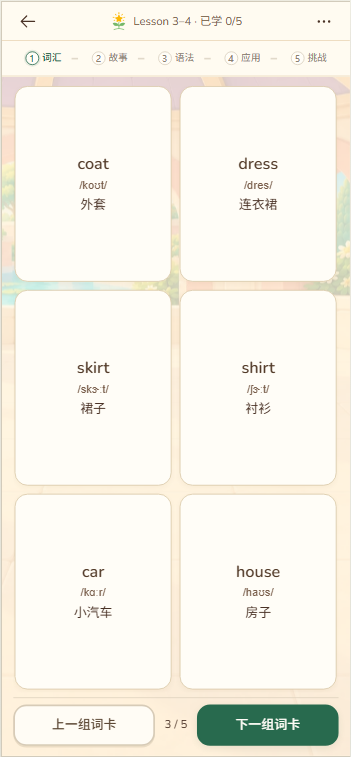 Lesson 3–4 · 已学 0/5
1 词汇 – 2 故事 – 3 语法 – 4 应用 – 5 挑战
coat
/koʊt/
外套
dress
/dres/
连衣裙
skirt
/skɝːt/
裙子
shirt
/ʃɝːt/
衬衫
car
/kɑːr/
小汽车
house
/haʊs/
房子
上一组词卡 3 / 5 下一组词卡